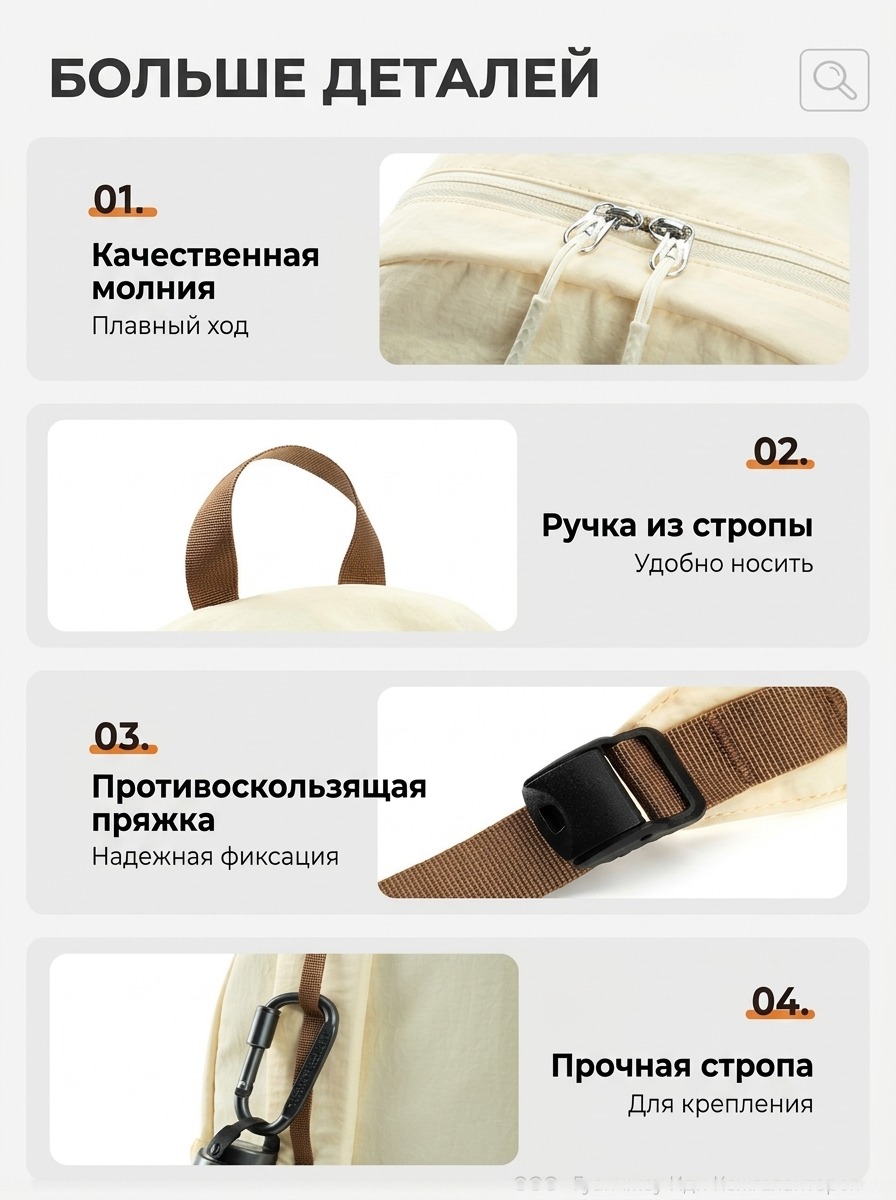 БОЛЬШЕ ДЕТАЛЕЙ
01.
Качественная
молния
Плавный ход
02.
Ручка из стропы
Удобно носить
03.
Противоскользящая
пряжка
Надежная фиксация
04.
Прочная стропа
Для крепления